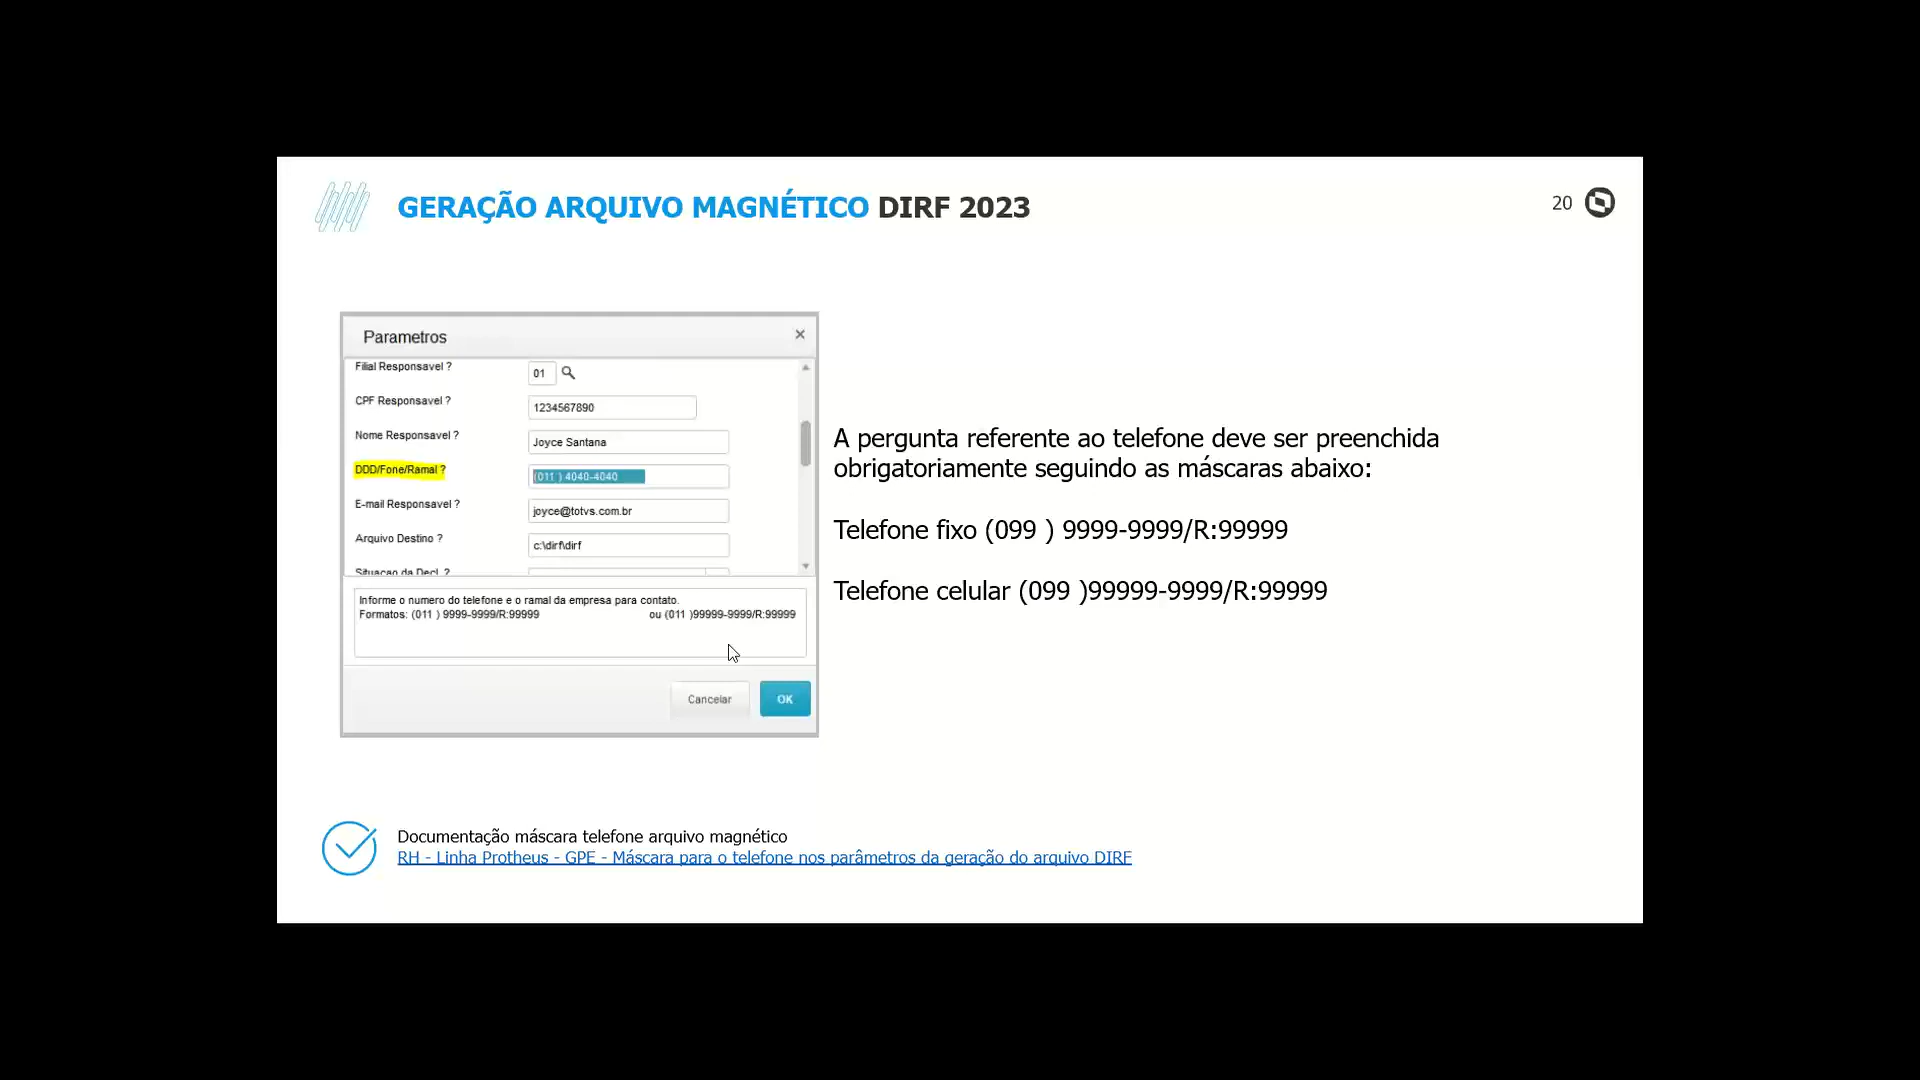 GERAÇÃO ARQUIVO MAGNÉTICO DIRF 2023
20
Parametros
Filial Responsavel ?
01
CPF Responsavel ?
1234567890
Nome Responsavel ?
Joyce Santana
DDD/Fone/Ramal ?
(011 ) 4040-4040
E-mail Responsavel ?
joyce@totvs.com.br
Arquivo Destino ?
c:\dirf\dirf
Situacao da Decl. ?
Informe o numero do telefone e o ramal da empresa para contato.
Formatos: (011 ) 9999-9999/R:99999 ou (011 )99999-9999/R:99999
Cancelar
OK
A pergunta referente ao telefone deve ser preenchida
obrigatoriamente seguindo as máscaras abaixo:
Telefone fixo (099 ) 9999-9999/R:99999
Telefone celular (099 )99999-9999/R:99999
Documentação máscara telefone arquivo magnético
RH - Linha Protheus - GPE - Máscara para o telefone nos parâmetros da geração do arquivo DIRF